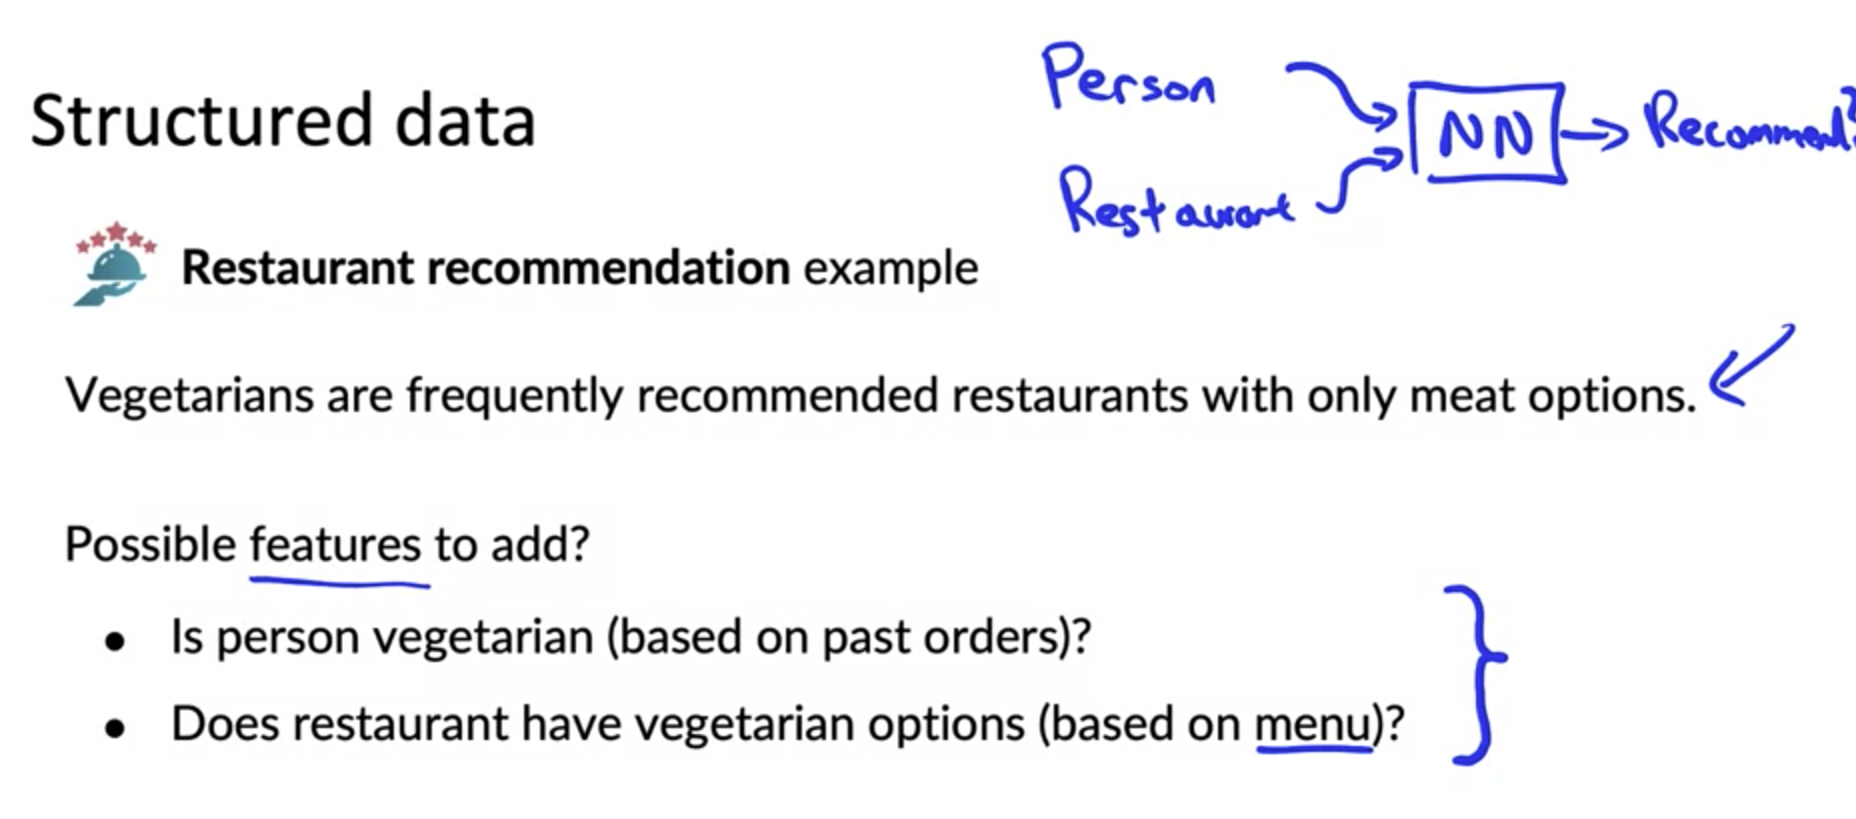 Person
NN
Recommend?
Restaurant
Structured data
Restaurant recommendation example
Vegetarians are frequently recommended restaurants with only meat options.
Possible features to add?
• Is person vegetarian (based on past orders)?
• Does restaurant have vegetarian options (based on menu)?